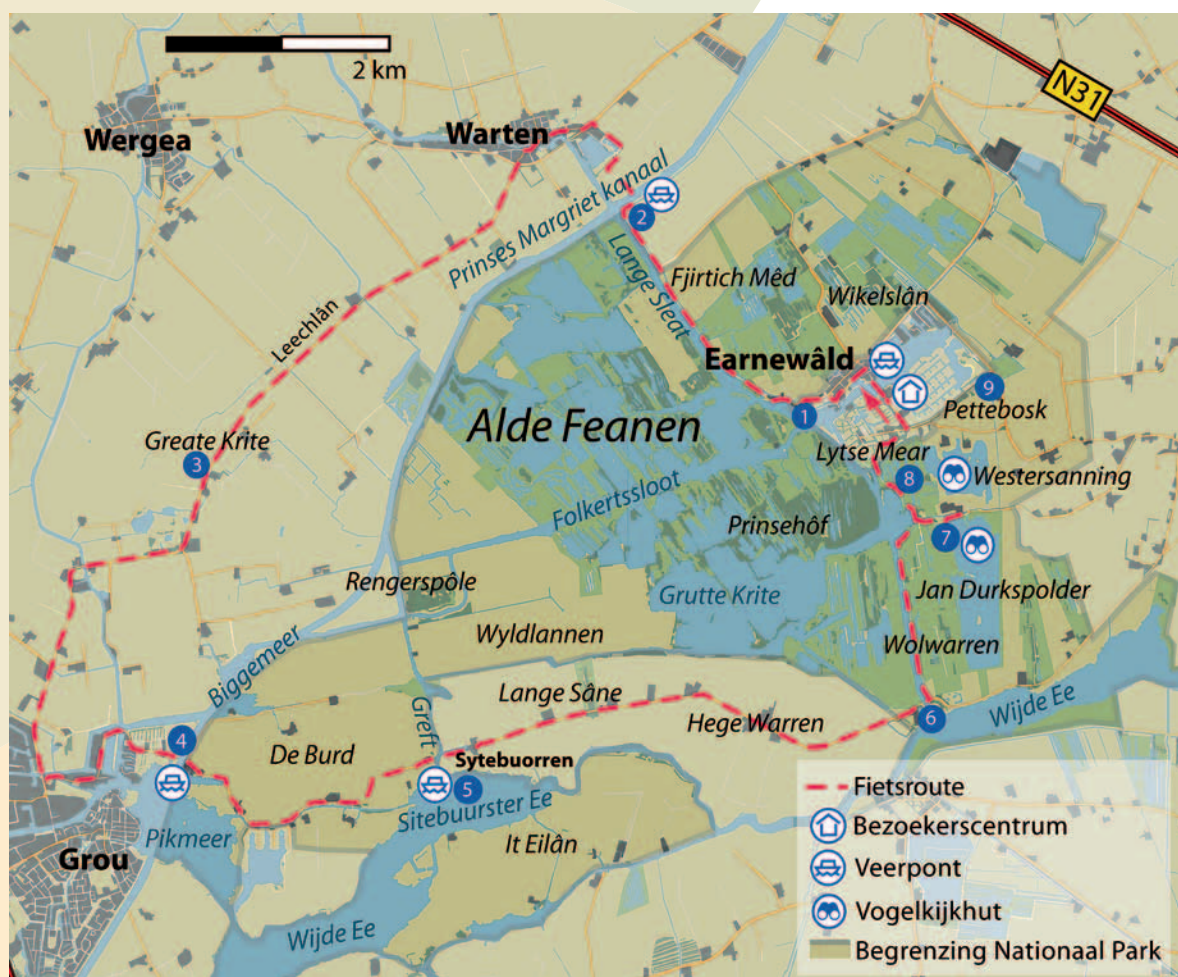 2 km
N31
Wergea
Warten
Prinses Margriet kanaal
2
Lange Sleat
Fjirtich Mêd
Wikelslân
Leechlân
Earnewâld
9
Pettebosk
1
Alde Feanen
Greate Krite
3
Lytse Mear
8
Westersanning
Folkertssloot
Prinsehôf
7
Rengerspôle
Grutte Krite
Jan Durkspolder
Wyldlannen
Wolwarren
Biggemeer
Lange Sâne
Hege Warren
6
Wijde Ee
4
De Burd
Greft
Sytebuorren
5
Sitebuurster Ee
Pikmeer
It Eilân
Grou
Wijde Ee
Fietsroute
Bezoekerscentrum
Veerpont
Vogelkijkhut
Begrenzing Nationaal Park